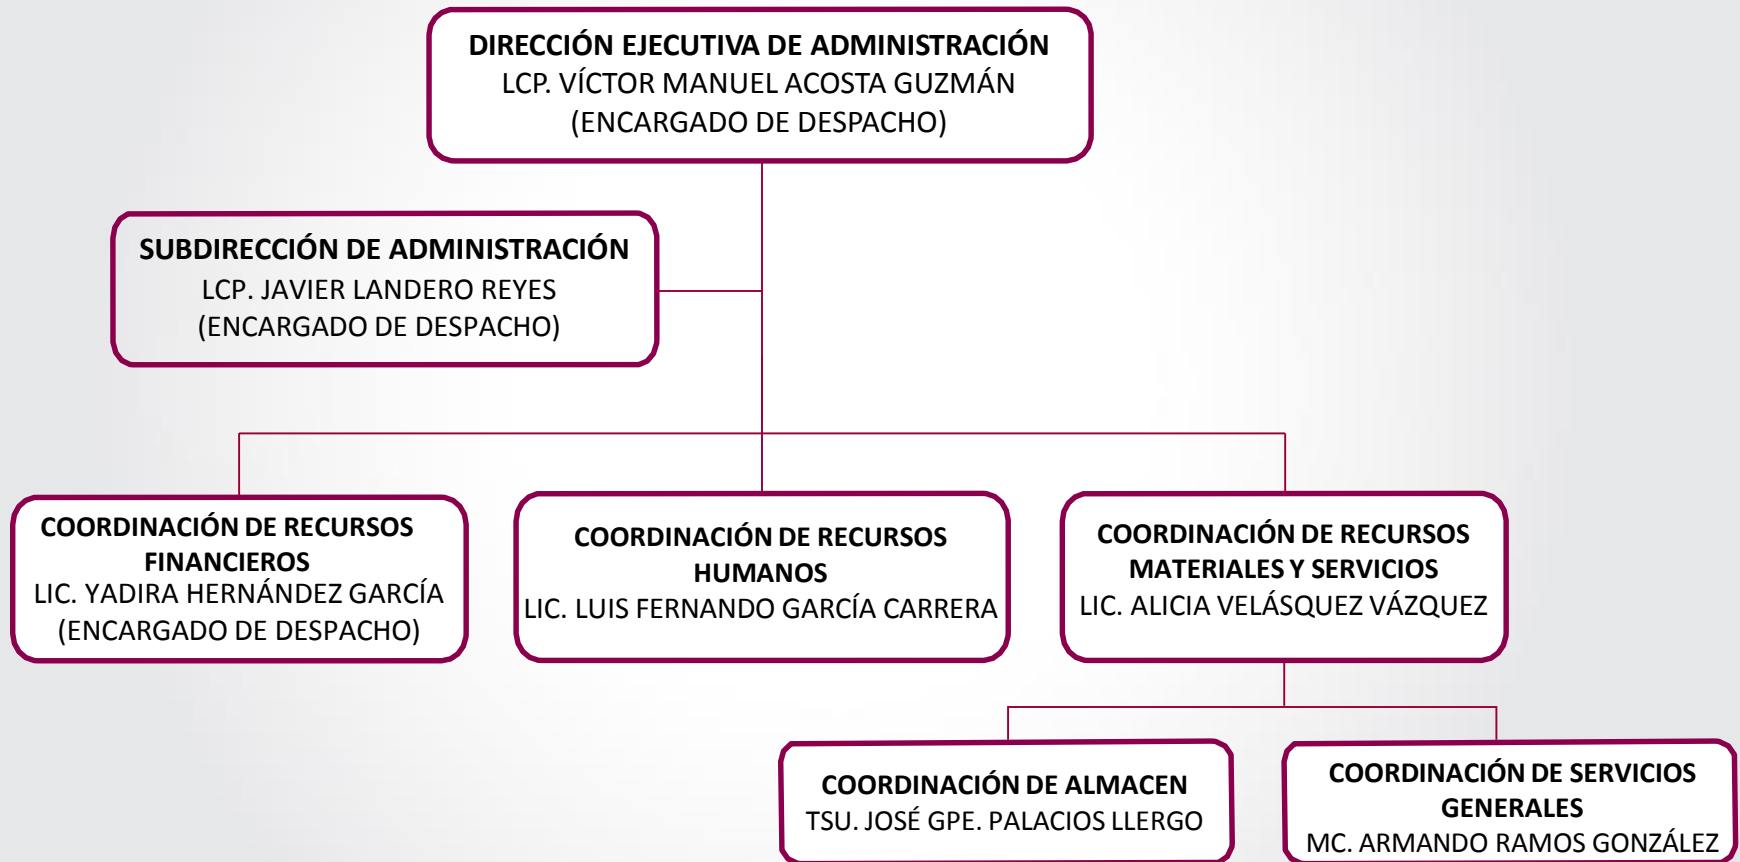 DIRECCIÓN EJECUTIVA DE ADMINISTRACIÓN
LCP. VÍCTOR MANUEL ACOSTA GUZMÁN
(ENCARGADO DE DESPACHO)
SUBDIRECCIÓN DE ADMINISTRACIÓN
LCP. JAVIER LANDERO REYES
(ENCARGADO DE DESPACHO)
COORDINACIÓN DE RECURSOS
FINANCIEROS
LIC. YADIRA HERNÁNDEZ GARCÍA
(ENCARGADO DE DESPACHO)
COORDINACIÓN DE RECURSOS
HUMANOS
LIC. LUIS FERNANDO GARCÍA CARRERA
COORDINACIÓN DE RECURSOS
MATERIALES Y SERVICIOS
LIC. ALICIA VELÁSQUEZ VÁZQUEZ
COORDINACIÓN DE ALMACEN
TSU. JOSÉ GPE. PALACIOS LLERGO
COORDINACIÓN DE SERVICIOS
GENERALES
MC. ARMANDO RAMOS GONZÁLEZ